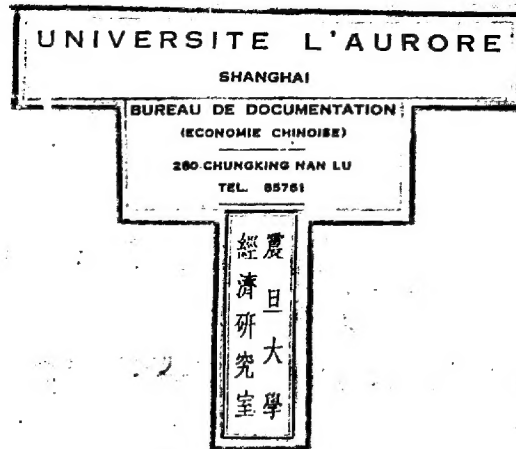 UNIVERSITE L'AURORE
SHANGHAI
BUREAU DE DOCUMENTATION
(ECONOMIE CHINOISE)
280 CHUNGKING NAN LU
TEL. 85761
震旦大學
經濟研究室